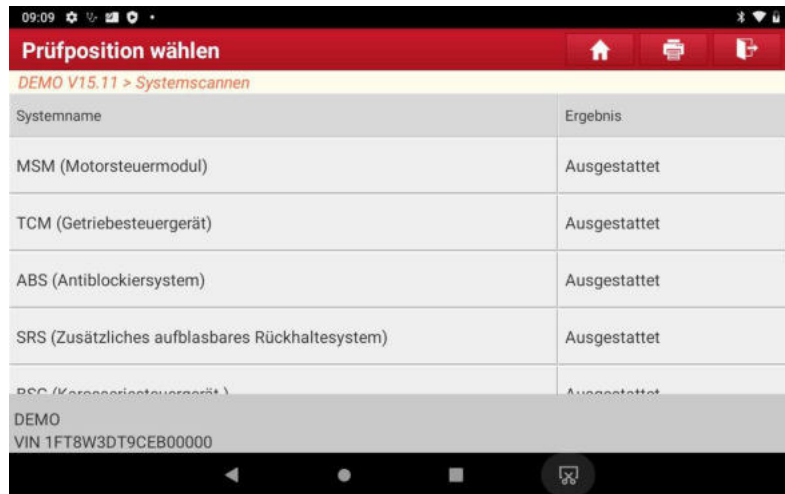 09:09
Prüfposition wählen
DEMO V15.11 > Systemscannen
Systemname Ergebnis
MSM (Motorsteuermodul) Ausgestattet
TCM (Getriebesteuergerät) Ausgestattet
ABS (Antiblockiersystem) Ausgestattet
SRS (Zusätzliches aufblasbares Rückhaltesystem) Ausgestattet
DEMO
VIN 1FT8W3DT9CEB00000